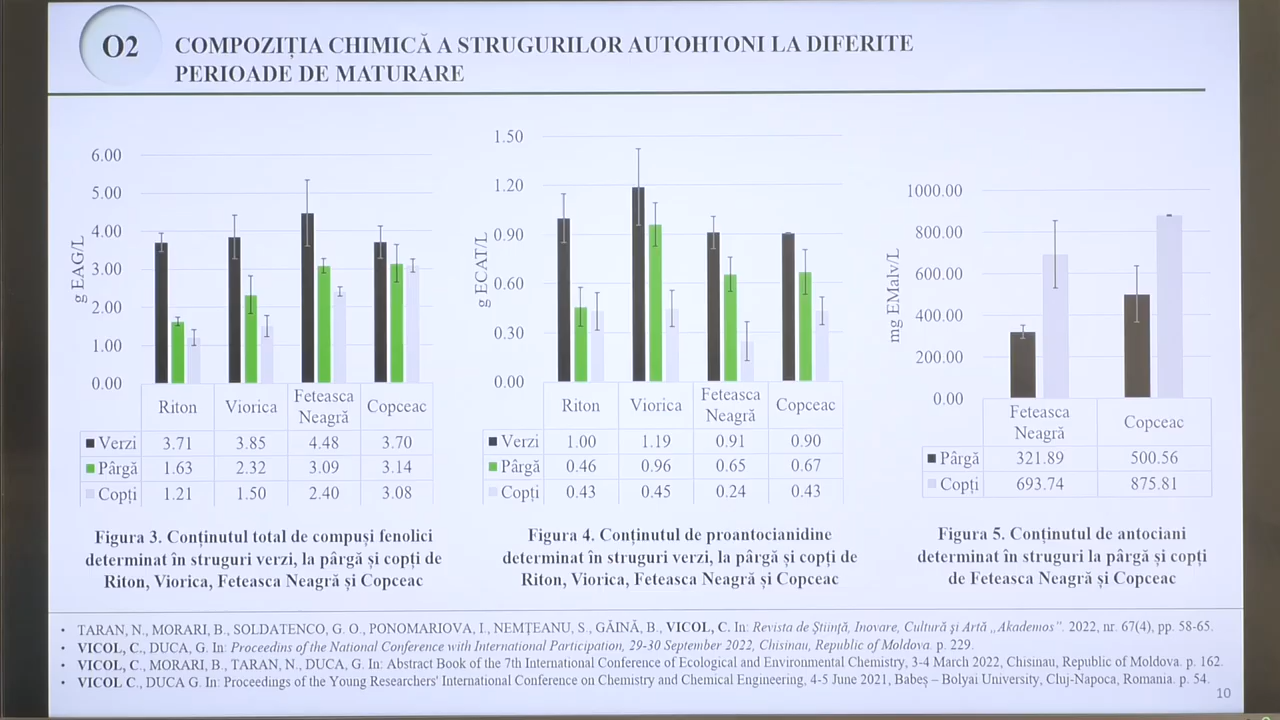 O2
COMPOZIȚIA CHIMICĂ A STRUGURILOR AUTOHTONI LA DIFERITE
PERIOADE DE MATURARE
6.00
5.00
4.00
3.00
2.00
1.00
0.00
g EAG/L
Riton Viorica Feteasca Neagră Copceac
Verzi 3.71 3.85 4.48 3.70
Pârgă 1.63 2.32 3.09 3.14
Copți 1.21 1.50 2.40 3.08
Figura 3. Conținutul total de compuși fenolici
determinat în struguri verzi, la pârgă și copți de
Riton, Viorica, Feteasca Neagră și Copceac
1.50
1.20
0.90
0.60
0.30
0.00
g ECAT/L
Riton Viorica Feteasca Neagră Copceac
Verzi 1.00 1.19 0.91 0.90
Pârgă 0.46 0.96 0.65 0.67
Copți 0.43 0.45 0.24 0.43
Figura 4. Conținutul de proantocianidine
determinat în struguri verzi, la pârgă și copți de
Riton, Viorica, Feteasca Neagră și Copceac
1000.00
800.00
600.00
400.00
200.00
0.00
mg EMalv/L
Feteasca Neagră Copceac
Pârgă 321.89 500.56
Copți 693.74 875.81
Figura 5. Conținutul de antociani
determinat în struguri la pârgă și copți
de Feteasca Neagră și Copceac
• TARAN, N., MORARI, B., SOLDATENCO, G. O., PONOMARIOVA, I., NEMȚEANU, S., GĂINĂ, B., VICOL, C. In: Revista de Știință, Inovare, Cultură și Artă „Akademos". 2022, nr. 67(4), pp. 58-65.
• VICOL, C., DUCA, G. In: Proceedins of the National Conference with International Participation, 29-30 September 2022, Chisinau, Republic of Moldova. p. 229.
• VICOL, C., MORARI, B., TARAN, N., DUCA, G. In: Abstract Book of the 7th International Conference of Ecological and Environmental Chemistry, 3-4 March 2022, Chisinau, Republic of Moldova. p. 162.
• VICOL C., DUCA G. In: Proceedings of the Young Researchers' International Conference on Chemistry and Chemical Engineering, 4-5 June 2021, Babeș – Bolyai University, Cluj-Napoca, Romania. p. 54.
10